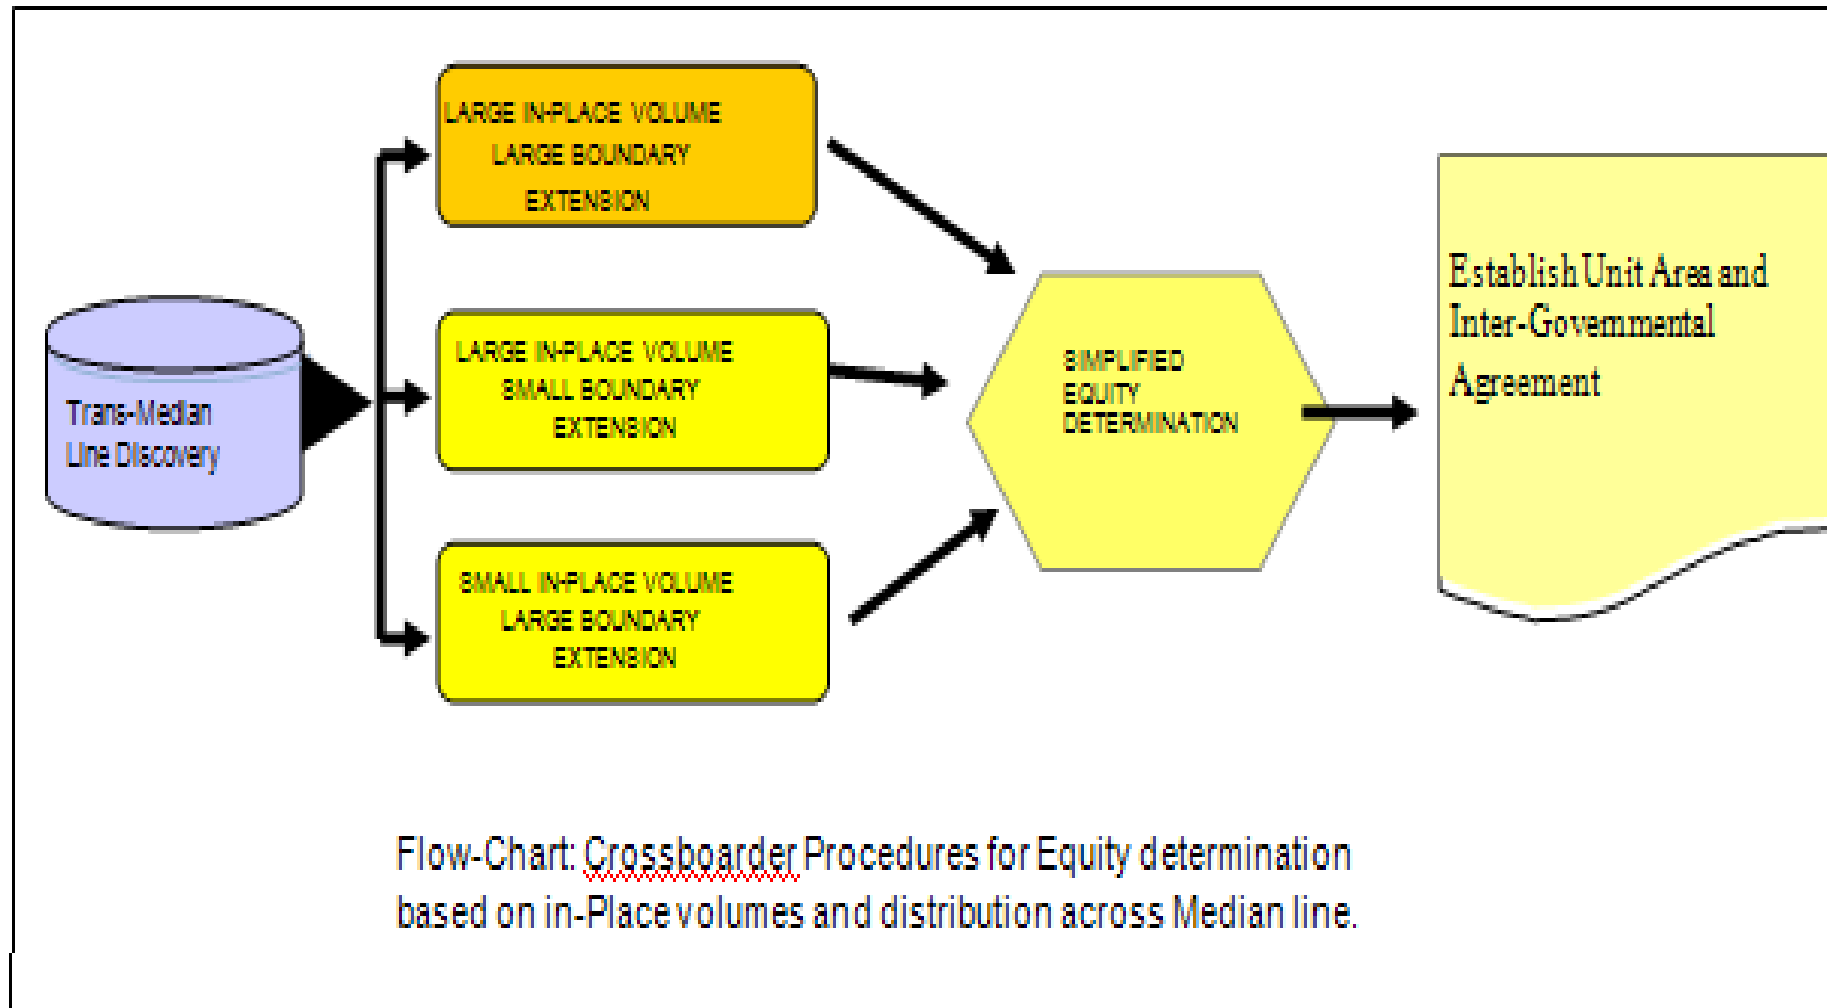 Trans-Median
Line Discovery
LARGE IN-PLACE VOLUME
LARGE BOUNDARY
EXTENSION
LARGE IN-PLACE VOLUME
SMALL BOUNDARY
EXTENSION
SMALL IN-PLACE VOLUME
LARGE BOUNDARY
EXTENSION
SIMPLIFIED
EQUITY
DETERMINATION
Establish Unit Area and
Inter-Governmental
Agreement
Flow-Chart: Crossboarder Procedures for Equity determination
based on in-Place volumes and distribution across Median line.